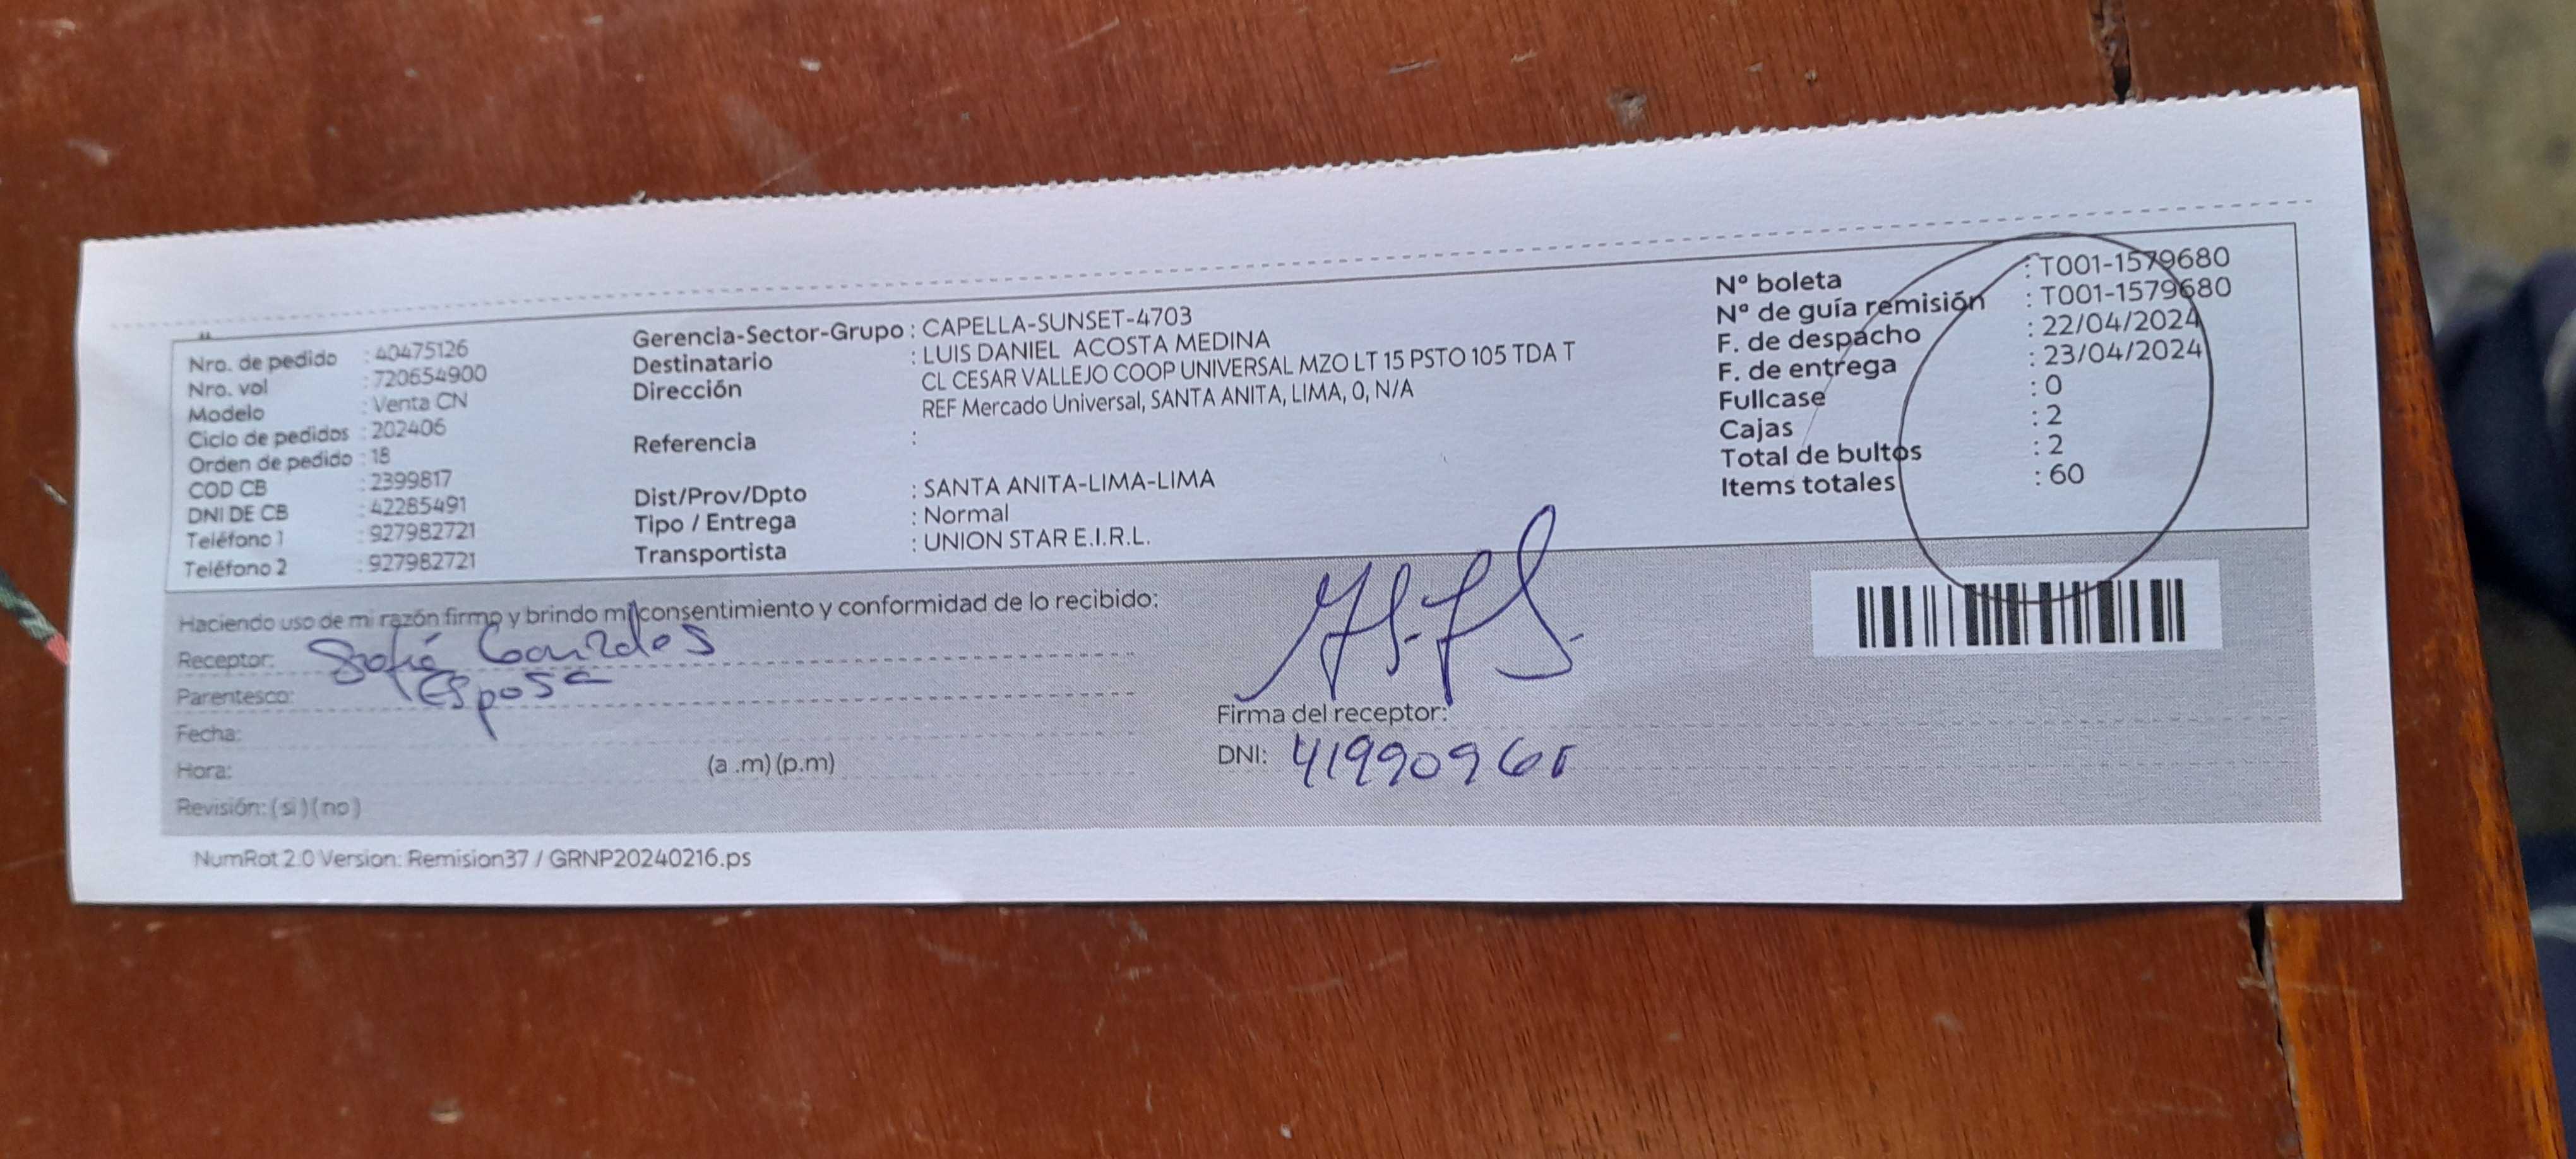 Nro. de pedido : 40475126
Nro. vol : 720654900
Modelo : Venta CN
Ciclo de pedidos : 202406
Orden de pedido : 18
COD CB : 2399817
DNI DE CB : 42285491
Teléfono 1 : 927982721
Teléfono 2 : 927982721
Gerencia-Sector-Grupo : CAPELLA-SUNSET-4703
Destinatario : LUIS DANIEL ACOSTA MEDINA
Dirección CL CESAR VALLEJO COOP UNIVERSAL MZO LT 15 PSTO 105 TDA T
REF Mercado Universal, SANTA ANITA, LIMA, 0, N/A
Referencia :
Dist/Prov/Dpto : SANTA ANITA-LIMA-LIMA
Tipo / Entrega : Normal
Transportista : UNION STAR E.I.R.L.
Nº boleta : T001-1579680
Nº de guía remisión : T001-1579680
F. de despacho : 22/04/2024
F. de entrega : 23/04/2024
Fullcase : 0
Cajas : 2
Total de bultos : 2
Items totales : 60
Haciendo uso de mi razón firmo y brindo mi consentimiento y conformidad de lo recibido:
Receptor: Sofia Gonzales
Parentesco: Esposa
Fecha:
Hora: (a .m) (p.m)
Revisión: ( si ) ( no )
Firma del receptor:
DNI:
NumRot 2.0 Version: Remision37 / GRNP20240216.ps